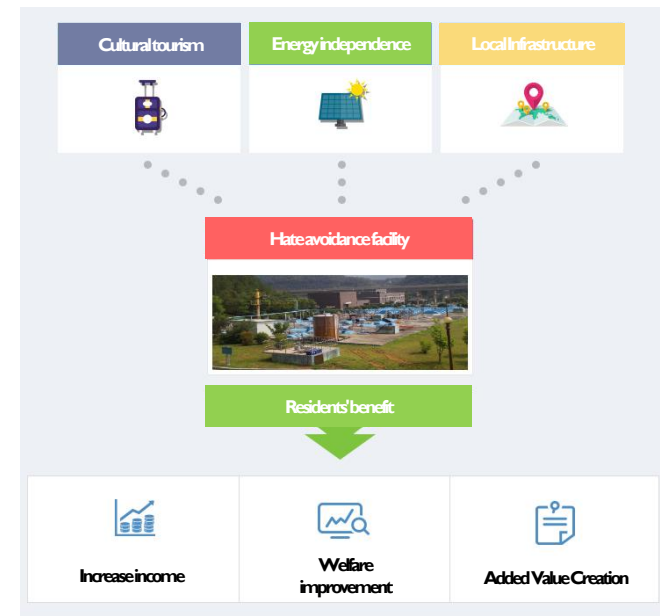 Cultural tourism
Energy independence
Local Infrastructure
Hate avoidance facility
Residents' benefit
Increase income
Welfare
improvement
Added Value Creation